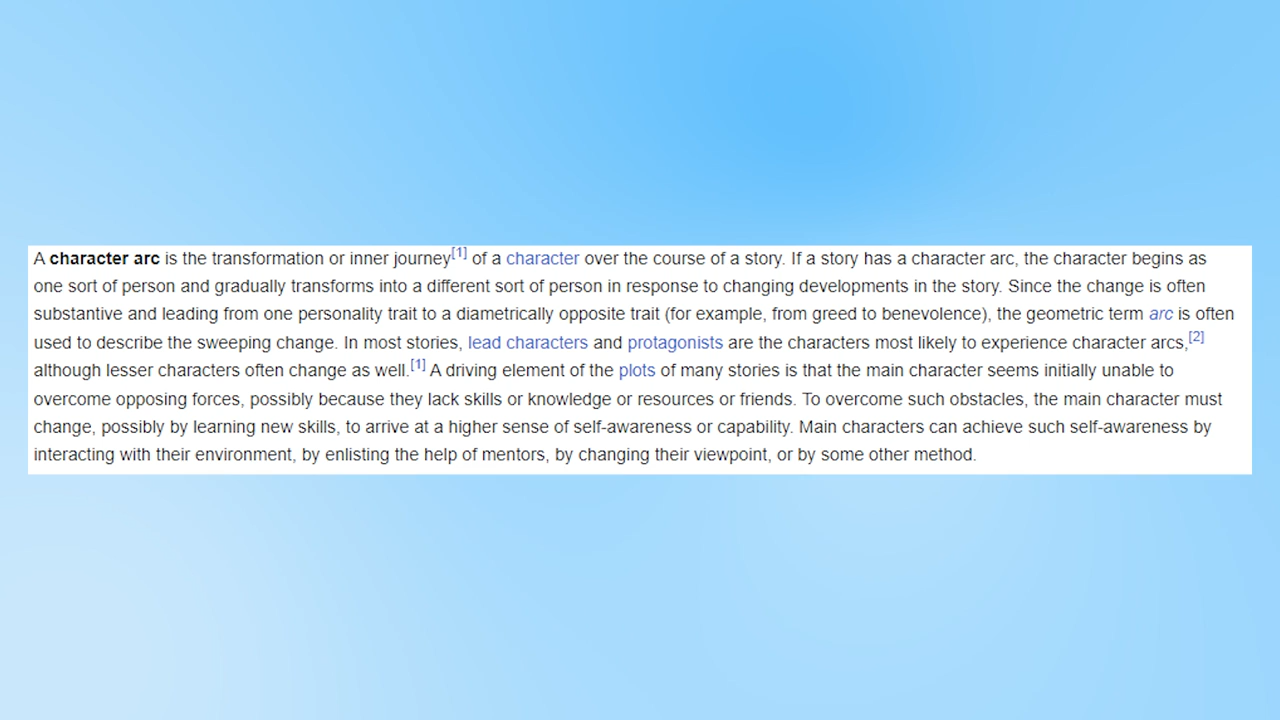 A character arc is the transformation or inner journey[1] of a character over the course of a story. If a story has a character arc, the character begins as
one sort of person and gradually transforms into a different sort of person in response to changing developments in the story. Since the change is often
substantive and leading from one personality trait to a diametrically opposite trait (for example, from greed to benevolence), the geometric term arc is often
used to describe the sweeping change. In most stories, lead characters and protagonists are the characters most likely to experience character arcs,[2]
although lesser characters often change as well.[1] A driving element of the plots of many stories is that the main character seems initially unable to
overcome opposing forces, possibly because they lack skills or knowledge or resources or friends. To overcome such obstacles, the main character must
change, possibly by learning new skills, to arrive at a higher sense of self-awareness or capability. Main characters can achieve such self-awareness by
interacting with their environment, by enlisting the help of mentors, by changing their viewpoint, or by some other method.